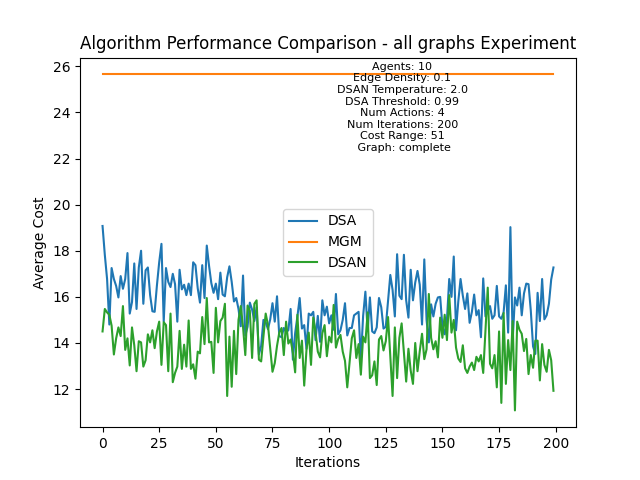 Algorithm Performance Comparison - all graphs Experiment
Agents: 10
Edge Density: 0.1
DSAN Temperature: 2.0
DSA Threshold: 0.99
Num Actions: 4
Num Iterations: 200
Cost Range: 51
Graph: complete
DSA
MGM
DSAN
Average Cost
26
24
22
20
18
16
14
12
0
25
50
75
100
125
150
175
200
Iterations